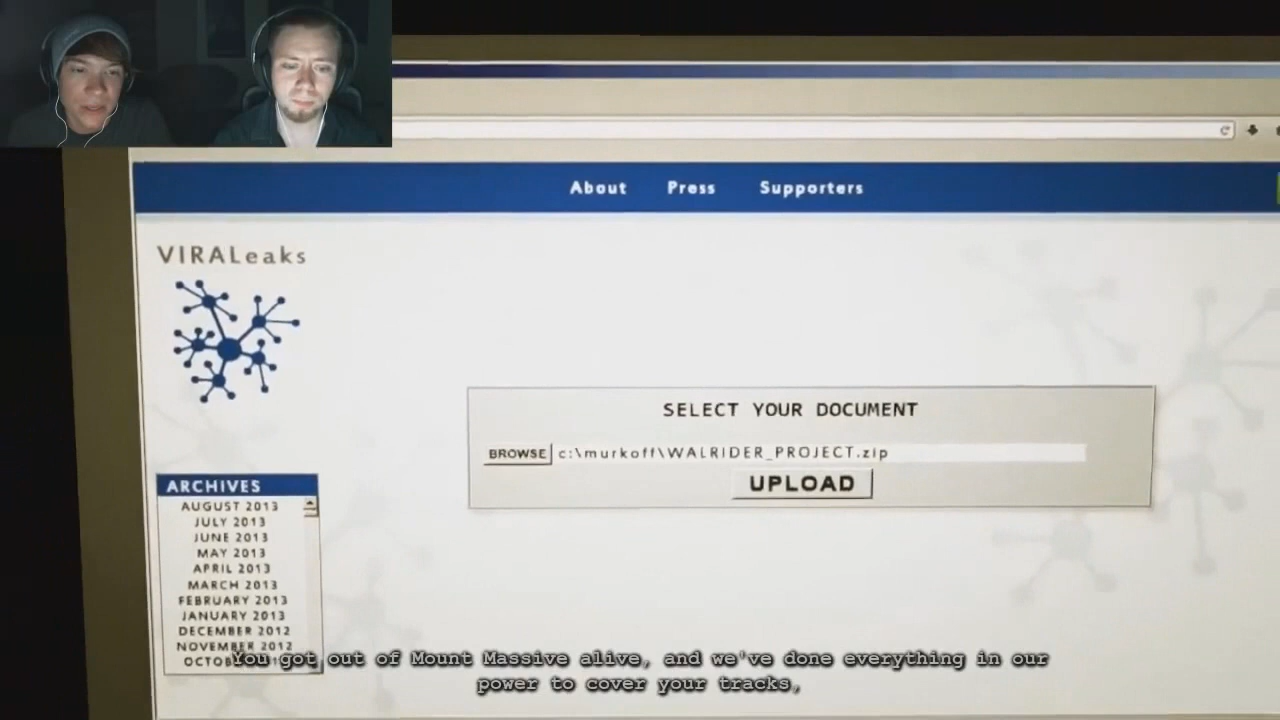 About Press Supporters
VIRALeaks
SELECT YOUR DOCUMENT
BROWSE c:\murkoff\WALRIDER_PROJECT.zip
UPLOAD
ARCHIVES
AUGUST 2013
JULY 2013
JUNE 2013
MAY 2013
APRIL 2013
MARCH 2013
FEBRUARY 2013
JANUARY 2013
DECEMBER 2012
NOVEMBER 2012
You got out of Mount Massive alive, and we've done everything in our
power to cover your tracks,